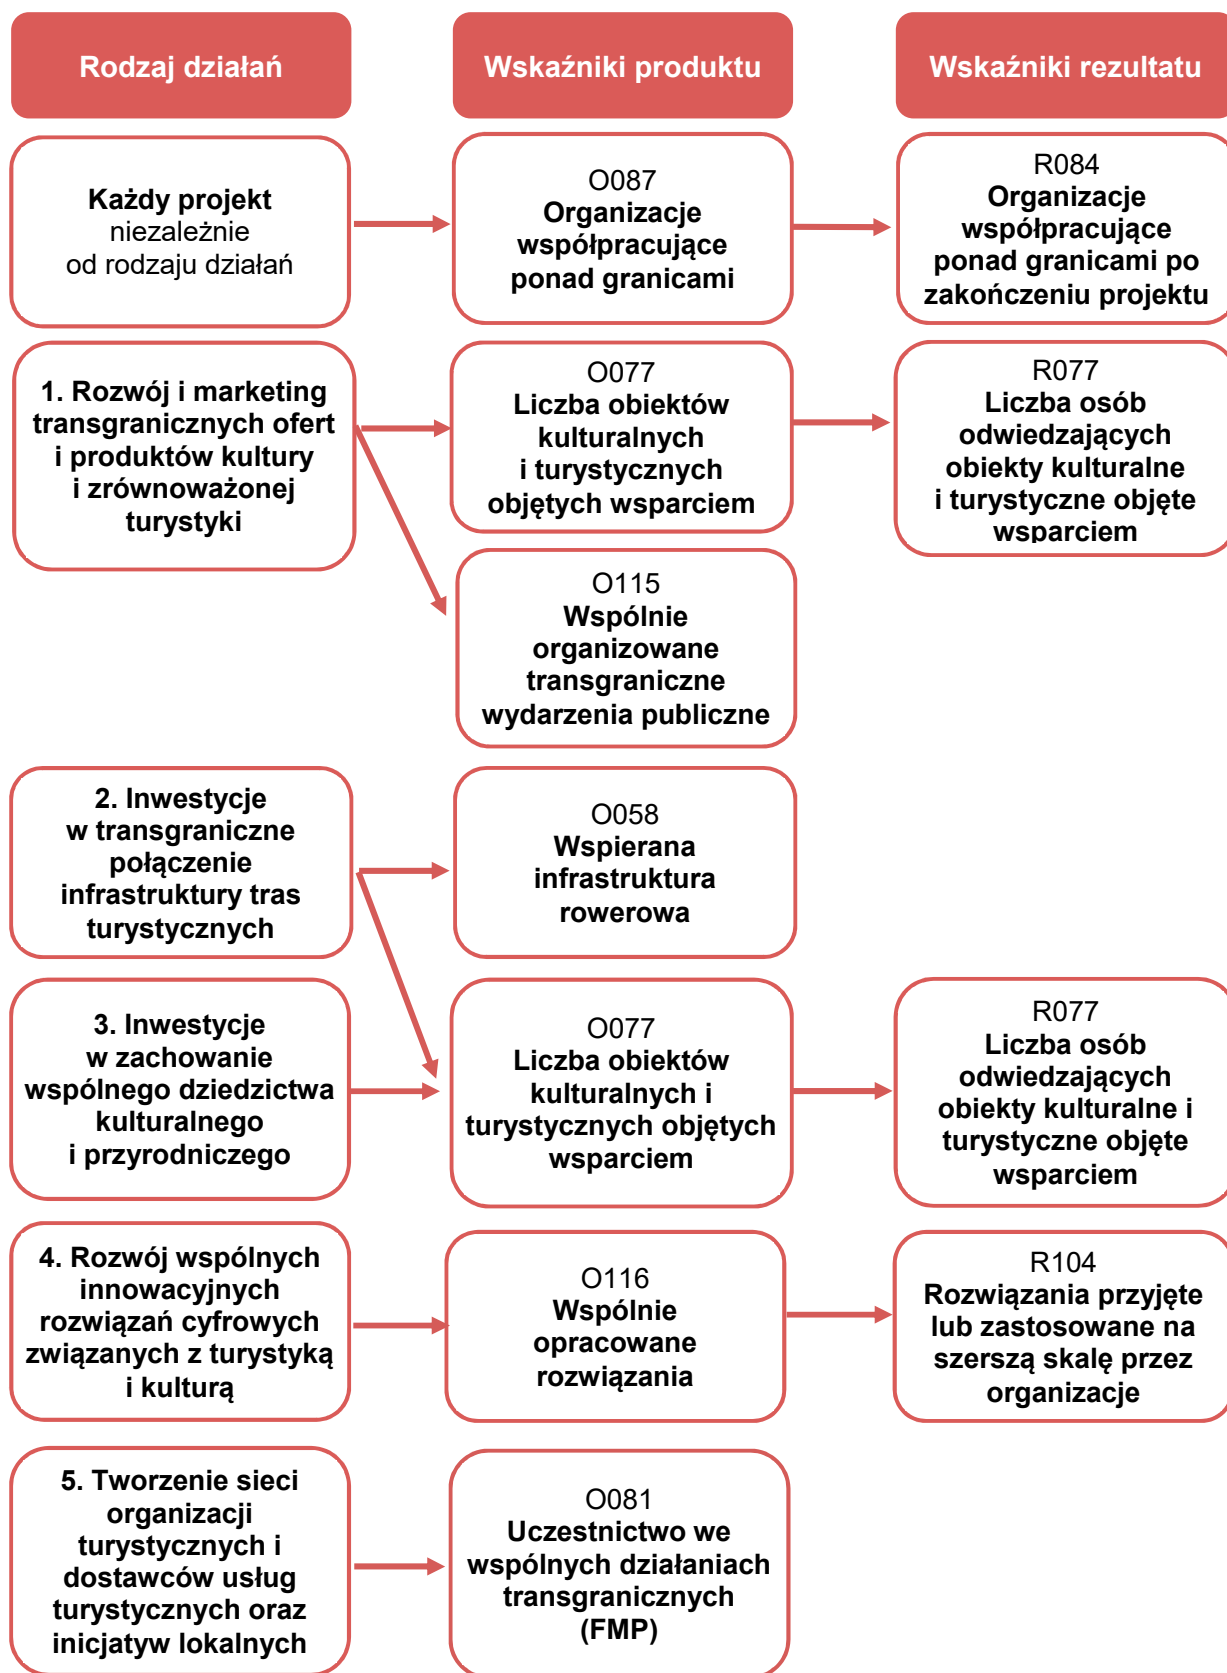 Rodzaj działań
Wskaźniki produktu
Wskaźniki rezultatu
Każdy projekt
niezależnie
od rodzaju działań
O087
Organizacje
współpracujące
ponad granicami
R084
Organizacje
współpracujące
ponad granicami po
zakończeniu projektu
1. Rozwój i marketing
transgranicznych ofert
i produktów kultury
i zrównoważonej
turystyki
O077
Liczba obiektów
kulturalnych
i turystycznych
objętych wsparciem
R077
Liczba osób
odwiedzających
obiekty kulturalne
i turystyczne objęte
wsparciem
O115
Wspólnie
organizowane
transgraniczne
wydarzenia publiczne
2. Inwestycje
w transgraniczne
połączenie
infrastruktury tras
turystycznych
O058
Wspierana
infrastruktura
rowerowa
3. Inwestycje
w zachowanie
wspólnego dziedzictwa
kulturalnego
i przyrodniczego
O077
Liczba obiektów
kulturalnych i
turystycznych objętych
wsparciem
R077
Liczba osób
odwiedzających
obiekty kulturalne i
turystyczne objęte
wsparciem
4. Rozwój wspólnych
innowacyjnych
rozwiązań cyfrowych
związanych z turystyką
i kulturą
O116
Wspólnie
opracowane
rozwiązania
R104
Rozwiązania przyjęte
lub zastosowane na
szerszą skalę przez
organizacje
5. Tworzenie sieci
organizacji
turystycznych i
dostawców usług
turystycznych oraz
inicjatyw lokalnych
O081
Uczestnictwo we
wspólnych działaniach
transgranicznych
(FMP)